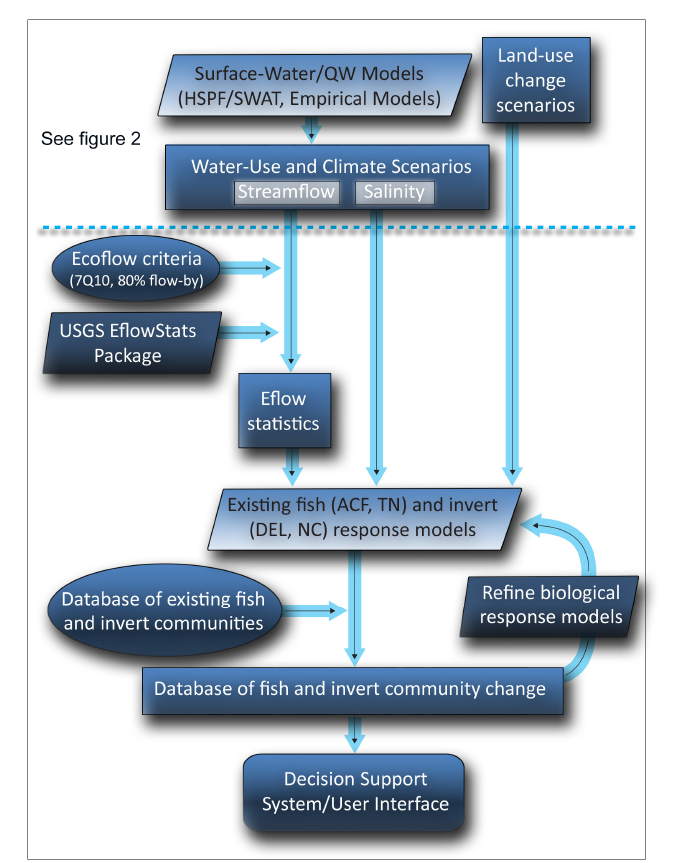 Surface-Water/QW Models
(HSPF/SWAT, Empirical Models)
Land-use
change
scenarios
See figure 2
Water-Use and Climate Scenarios
Streamflow
Salinity
Ecoflow criteria
(7Q10, 80% flow-by)
USGS EflowStats
Package
Eflow
statistics
Existing fish (ACF, TN) and invert
(DEL, NC) response models
Database of existing fish
and invert communities
Refine biological
response models
Database of fish and invert community change
Decision Support
System/User Interface